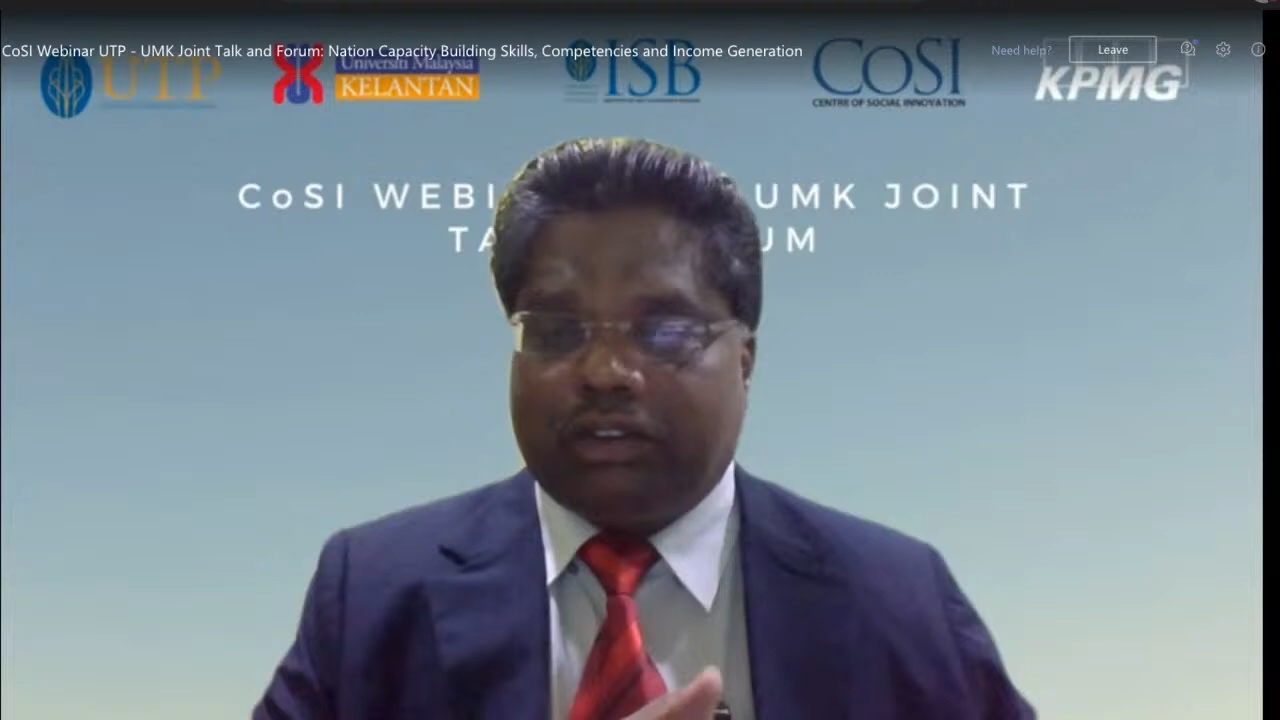 CoSI Webinar UTP - UMK Joint Talk and Forum: Nation Capacity Building Skills, Competencies and Income Generation
Need help?
Leave
UTP
Universiti Malaysia
KELANTAN
ISB
CoSI
CENTRE OF SOCIAL INNOVATION
KPMG
CoSI WEBI UMK JOINT
TA UM